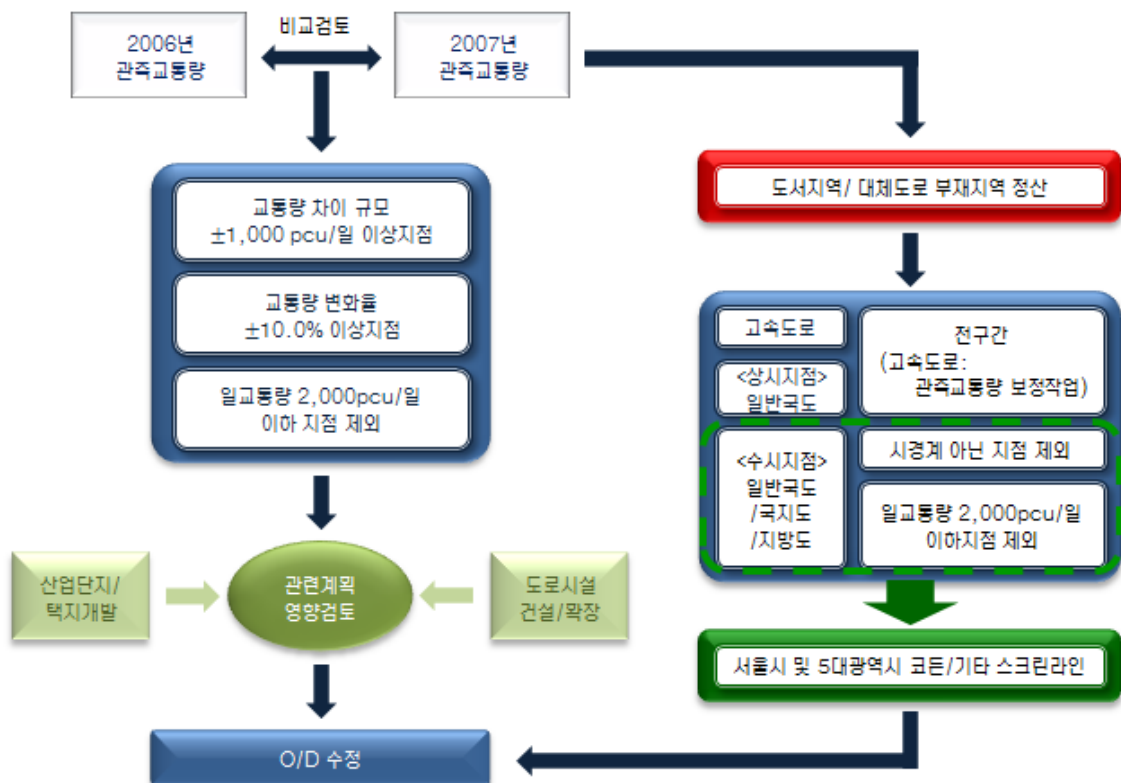 비교검토
2006년
관측교통량
2007년
관측교통량
교통량 차이 규모
±1,000 pcu/일 이상지점
교통량 변화율
±10.0% 이상지점
일교통량 2,000pcu/일
이하 지점 제외
산업단지/
택지개발
관련계획
영향검토
도로시설
건설/확장
O/D 수정
도서지역/ 대체도로 부재지역 정산
고속도로
<상시지점>
일반국도
전구간
(고속도로:
관측교통량 보정작업)
<수시지점>
일반국도
/국지도
/지방도
시경계 아닌 지점 제외
일교통량 2,000pcu/일
이하지점 제외
서울시 및 5대광역시 코든/기타 스크린라인